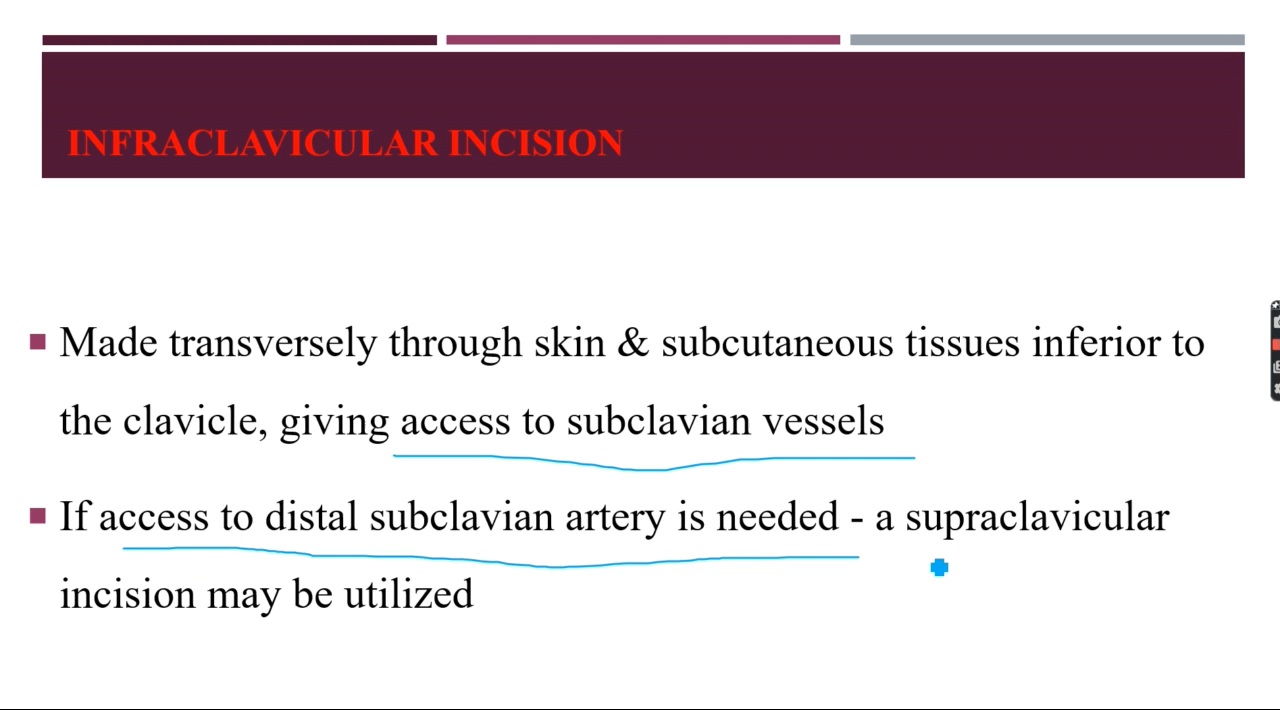 INFRACLAVICULAR INCISION
Made transversely through skin & subcutaneous tissues inferior to
the clavicle, giving access to subclavian vessels
If access to distal subclavian artery is needed - a supraclavicular
incision may be utilized